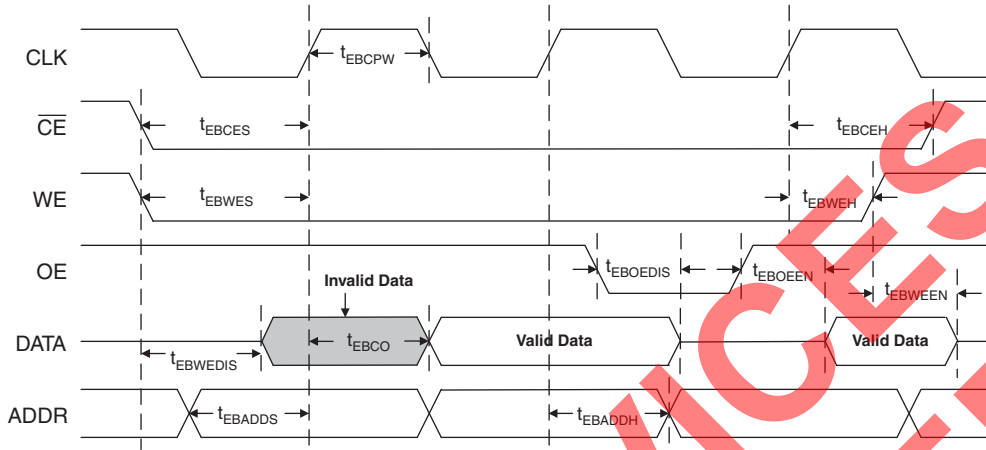 CLK
tEBCPW
CE
tEBCES
tEBCEH
WE
tEBWES
tEBWEH
OE
tEBOEDIS
tEBOEEN
tEBWEEN
Invalid Data
DATA
tEBCO
Valid Data
Valid Data
tEBWEDIS
ADDR
tEBADDS
tEBADDH
VICES